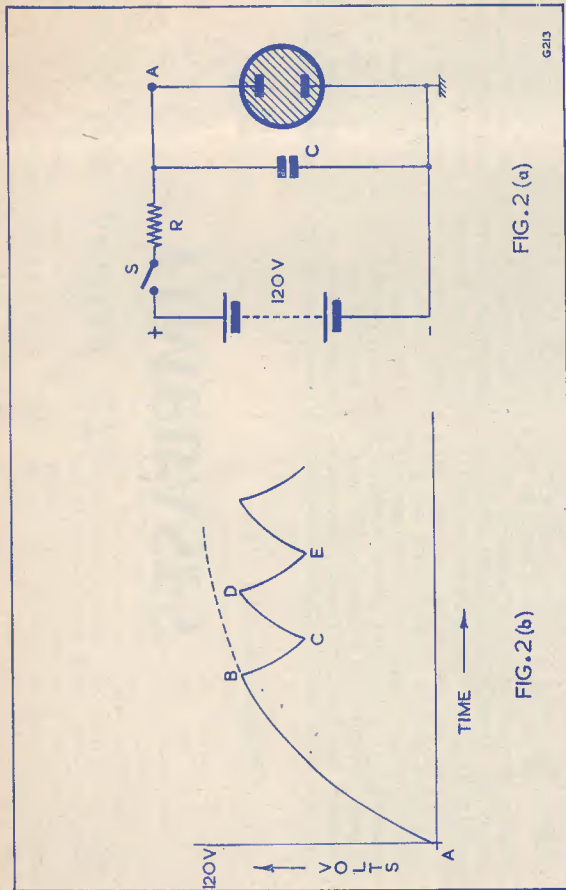 +
S
R
A
120V
C
-
FIG.2 (a)
G213
120V
VOLTS
A
B
C
D
E
TIME
FIG.2 (b)